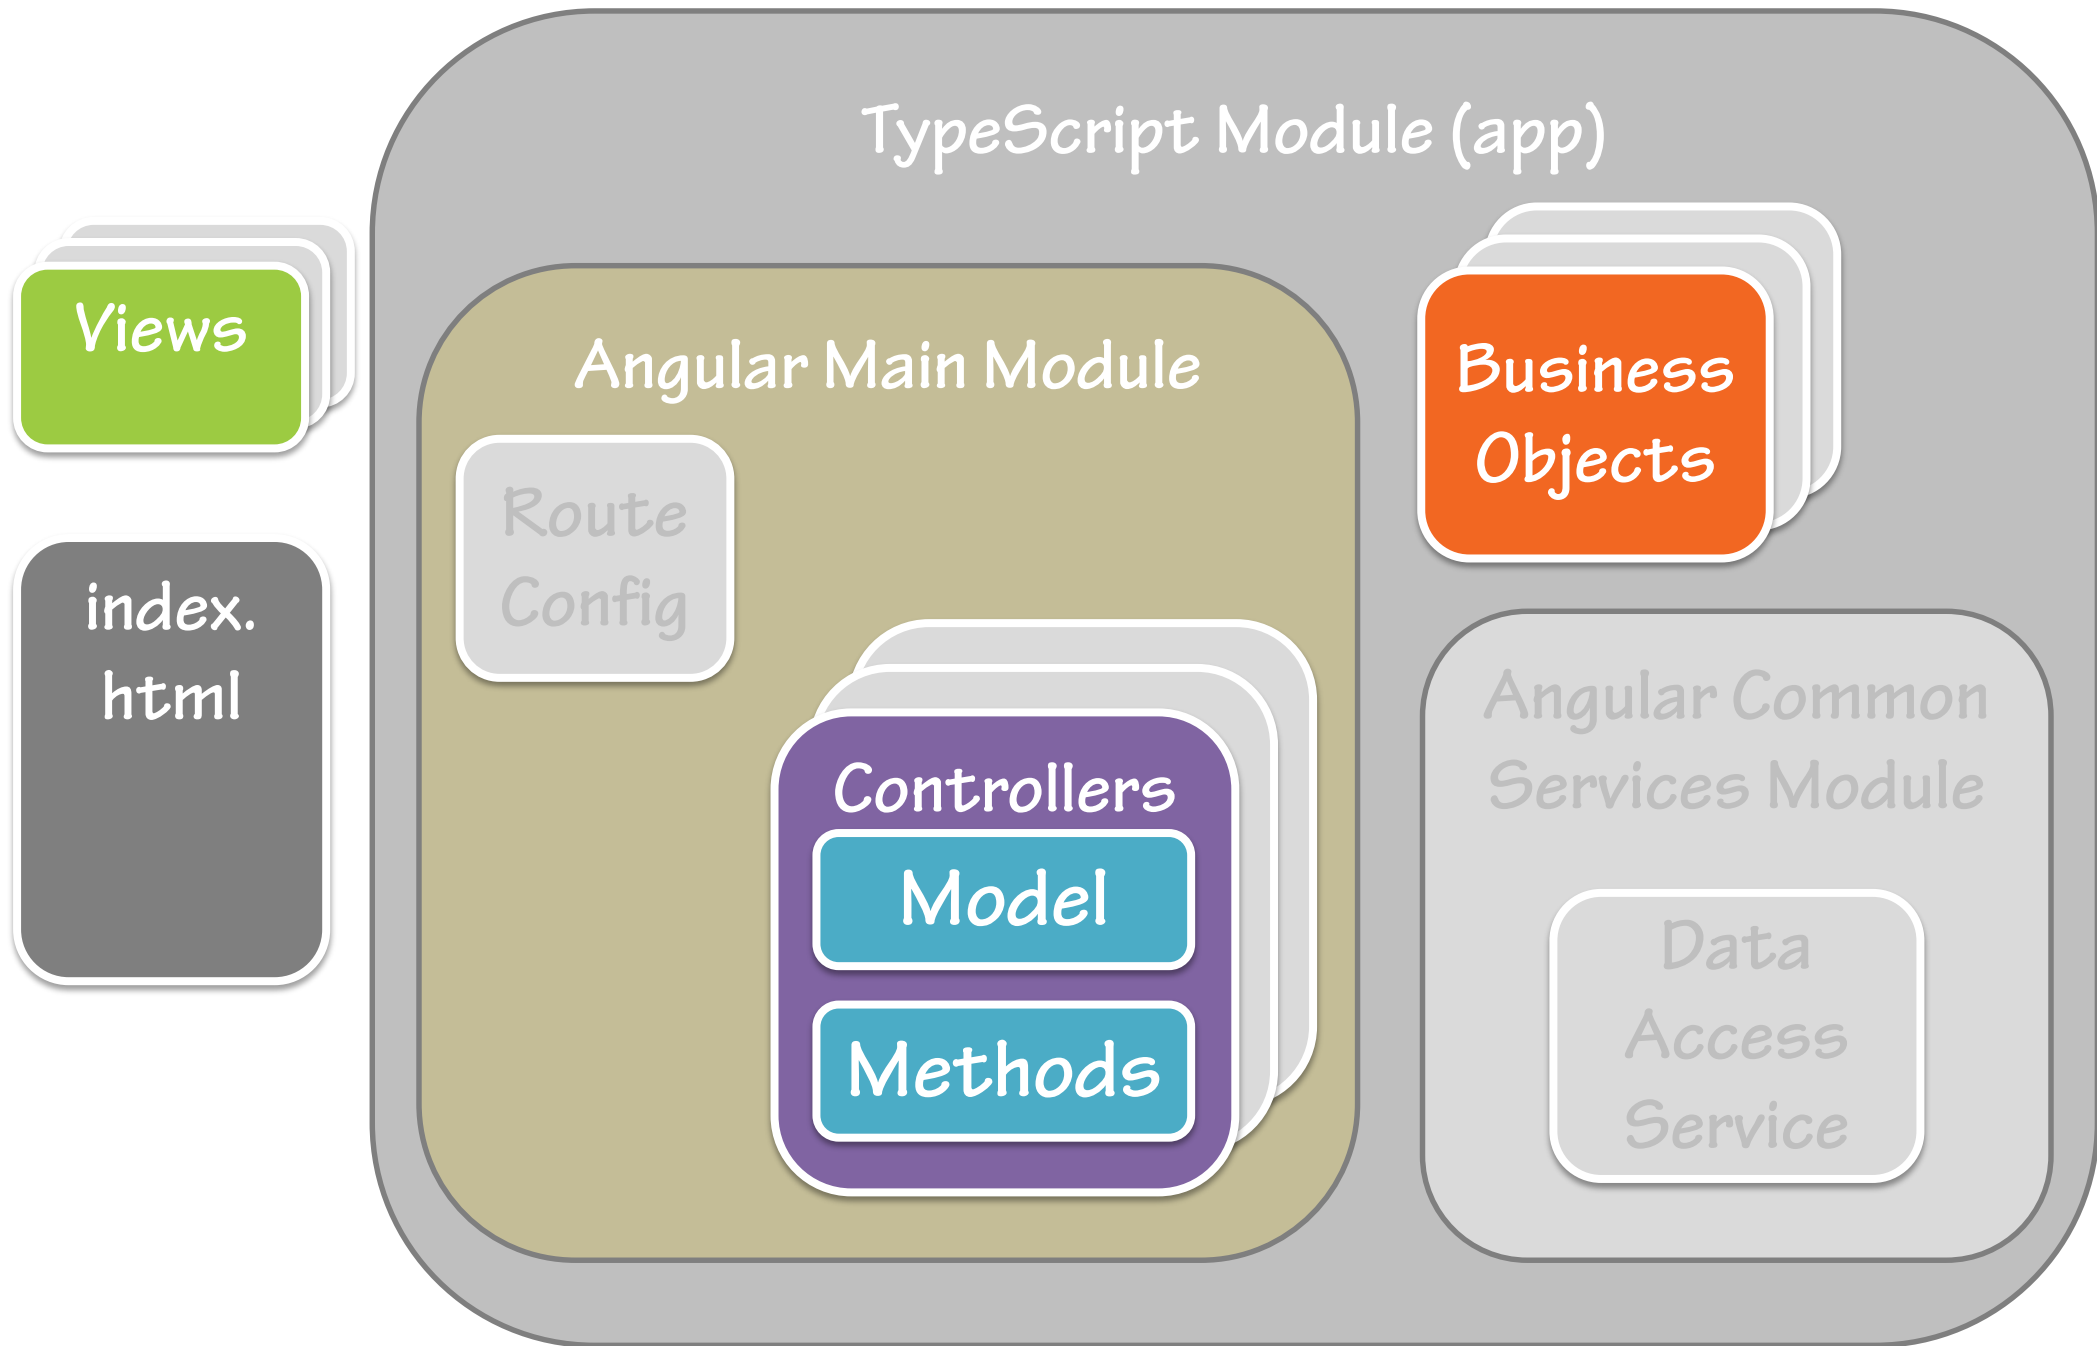 TypeScript Module (app)
Views
index.
html
Angular Main Module
Route
Config
Controllers
Model
Methods
Business
Objects
Angular Common
Services Module
Data
Access
Service